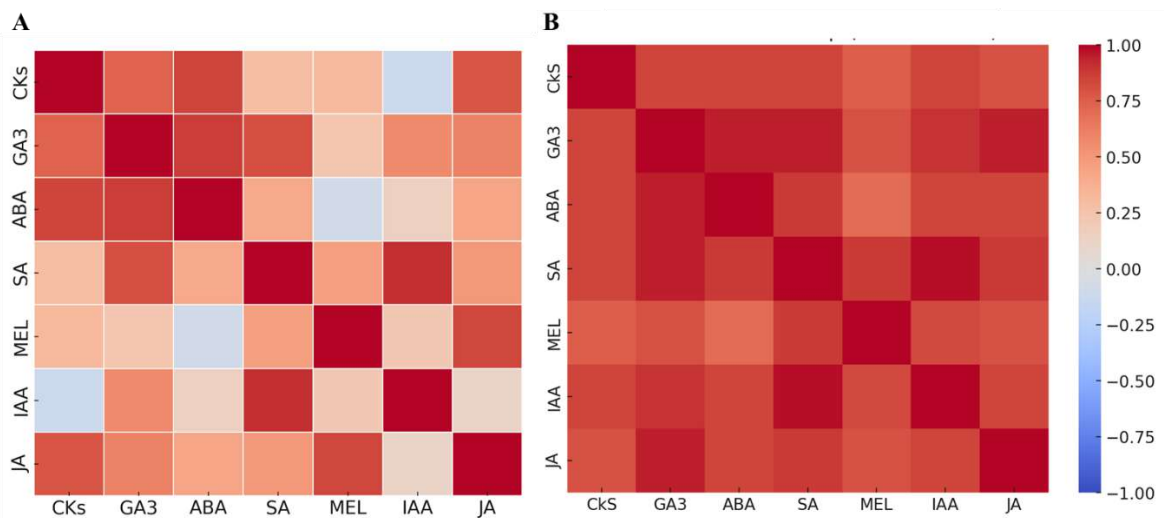 A
CKs
GA3
ABA
SA
MEL
IAA
JA
CKs GA3 ABA SA MEL IAA JA
B
CkS
GA3
ABA
SA
MEL
IAA
JA
CkS GA3 ABA SA MEL IAA JA
1.00
0.75
0.50
0.25
0.00
−0.25
−0.50
−0.75
−1.00